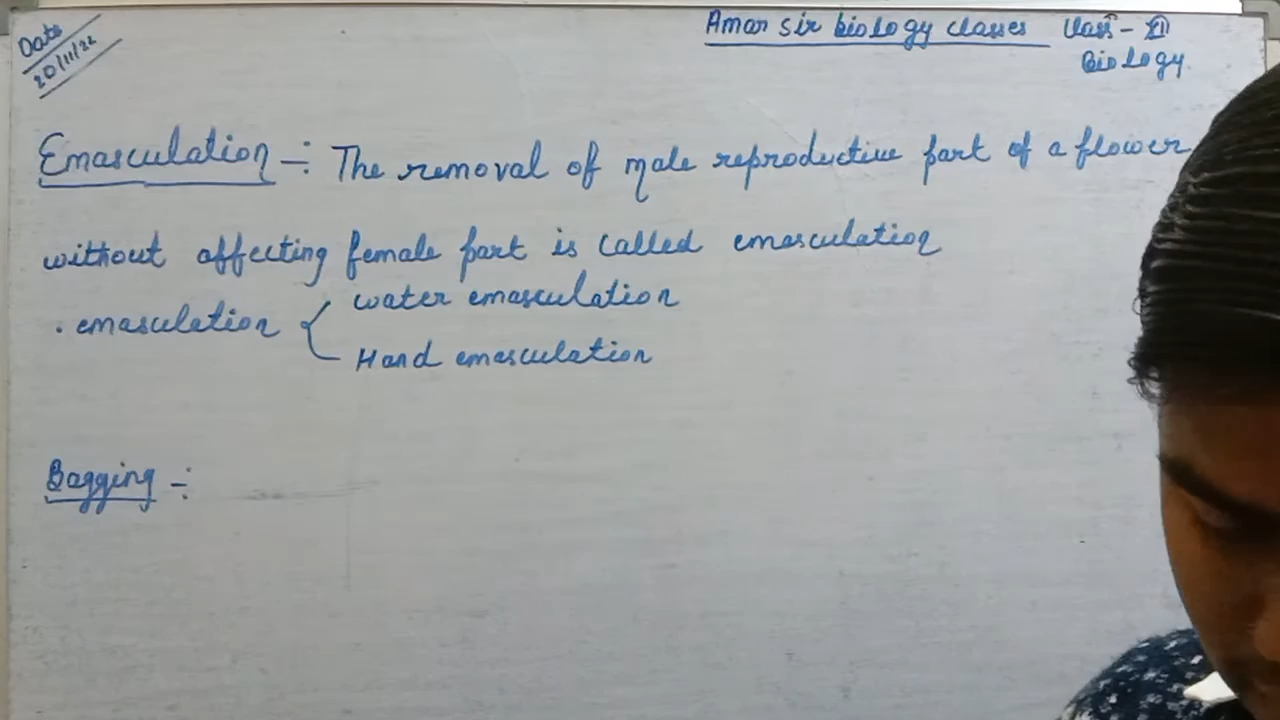 Date
20/11/22
Amar sir biology classes Class - XII
Biology
Emasculation -: The removal of male reproductive part of a flower
without affecting female part is called emasculation
. emasculation { water emasculation
Hand emasculation
Bagging -: